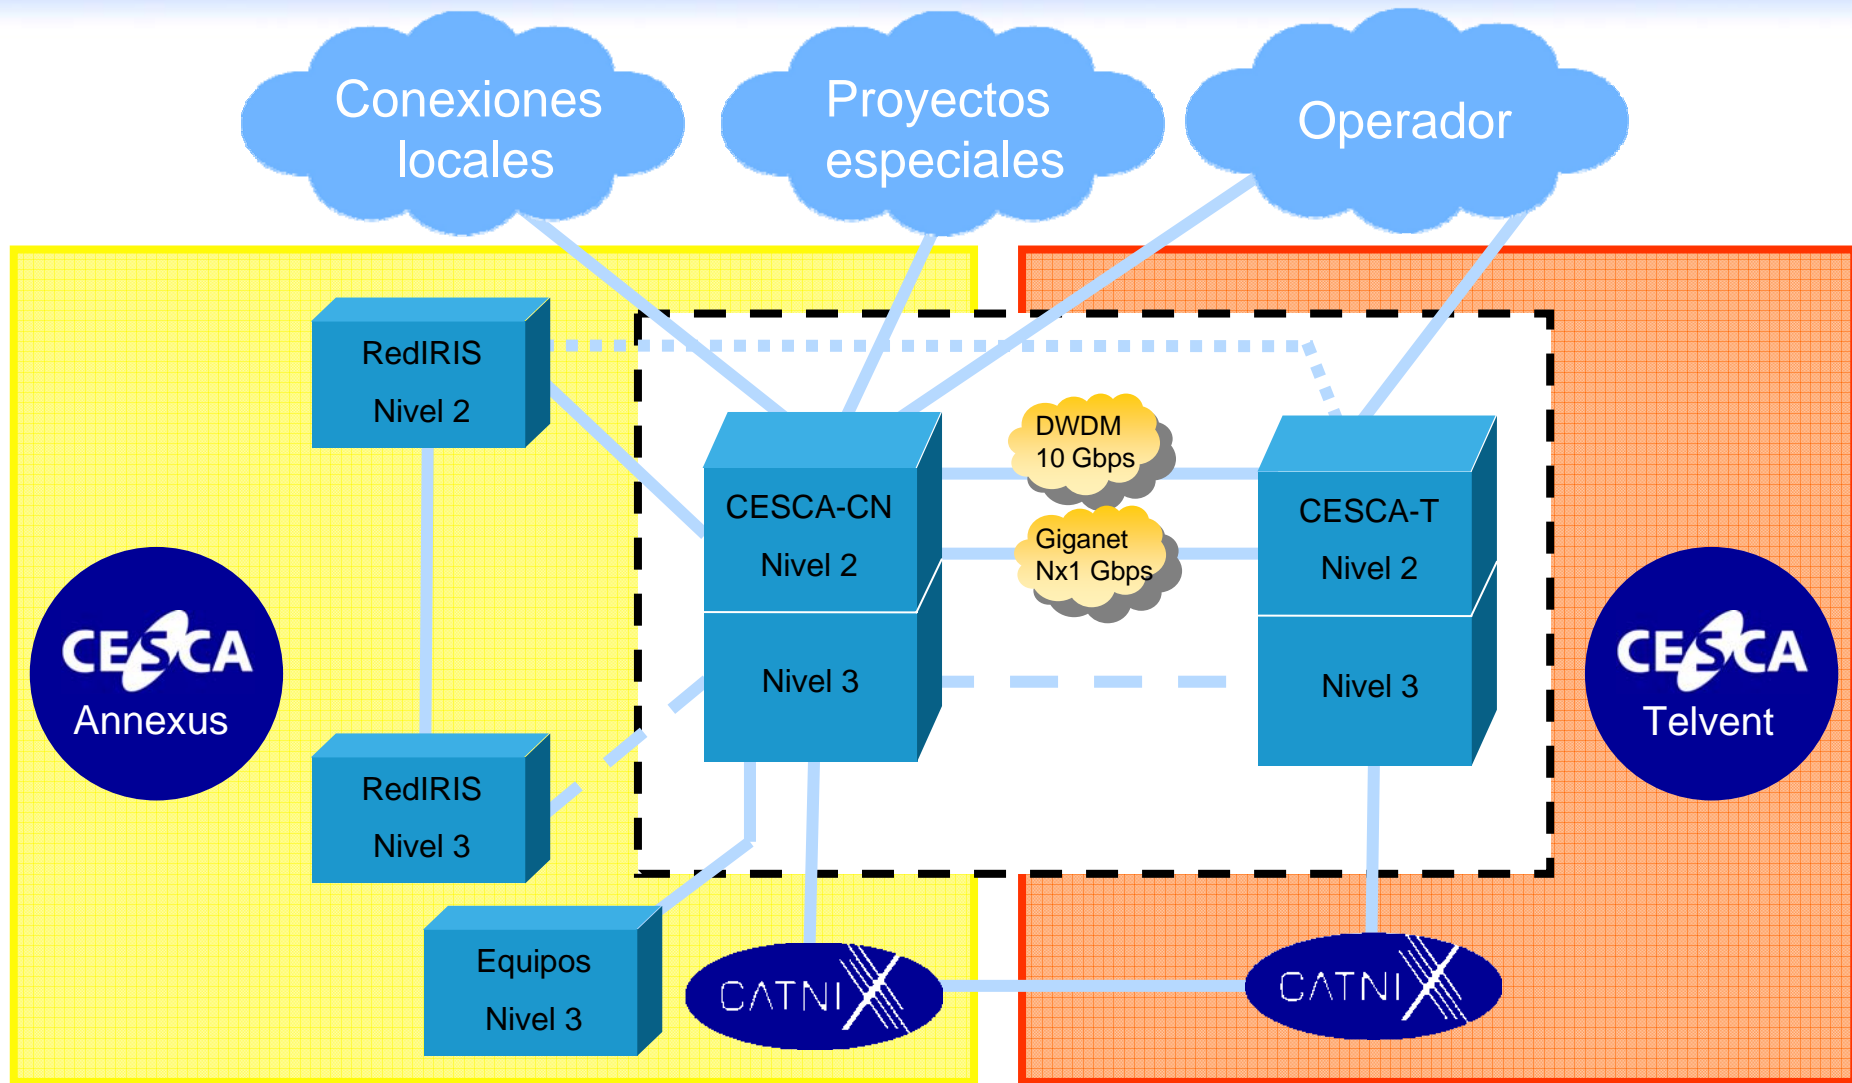 Conexiones
locales
Proyectos
especiales
Operador
RedIRIS
Nivel 2
DWDM
10 Gbps
CESCA-CN
Nivel 2
CESCA-T
Nivel 2
Giganet
Nx1 Gbps
CESCA
Annexus
Nivel 3
Nivel 3
CESCA
Telvent
RedIRIS
Nivel 3
Equipos
Nivel 3
CATNIX
CATNIX